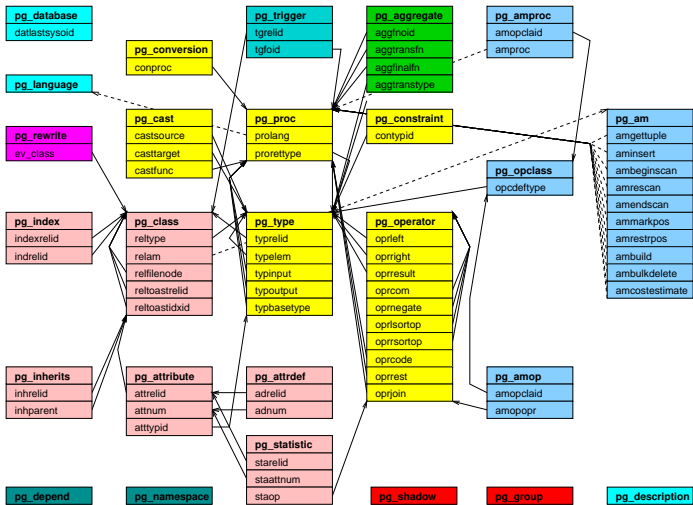 pg_database
datlastsysoid
pg_language
pg_rewrite
ev_class
pg_index
indexrelid
indrelid
pg_inherits
inhrelid
inhparent
pg_depend
pg_conversion
conproc
pg_cast
castsource
casttarget
castfunc
pg_class
reltype
relam
relfilenode
reltoastrelid
reltoastidxid
pg_attribute
attrelid
attnum
atttypid
pg_namespace
pg_trigger
tgrelid
tgfoid
pg_proc
prolang
prorettype
pg_type
typrelid
typelem
typinput
typoutput
typbasetype
pg_attrdef
adrelid
adnum
pg_statistic
starelid
staattnum
staop
pg_aggregate
aggfnoid
aggtransfn
aggfinalfn
aggtranstype
pg_constraint
contypid
pg_operator
oprleft
oprright
oprresult
oprcom
oprnegate
oprlsortop
oprrsortop
oprcode
oprrest
oprjoin
pg_shadow
pg_amproc
amopclaid
amproc
pg_opclass
opcdeftype
pg_amop
amopclaid
amopopr
pg_group
pg_am
amgettuple
aminsert
ambeginscan
amrescan
amendscan
ammarkpos
amrestrpos
ambuild
ambulkdelete
amcostestimate
pg_description